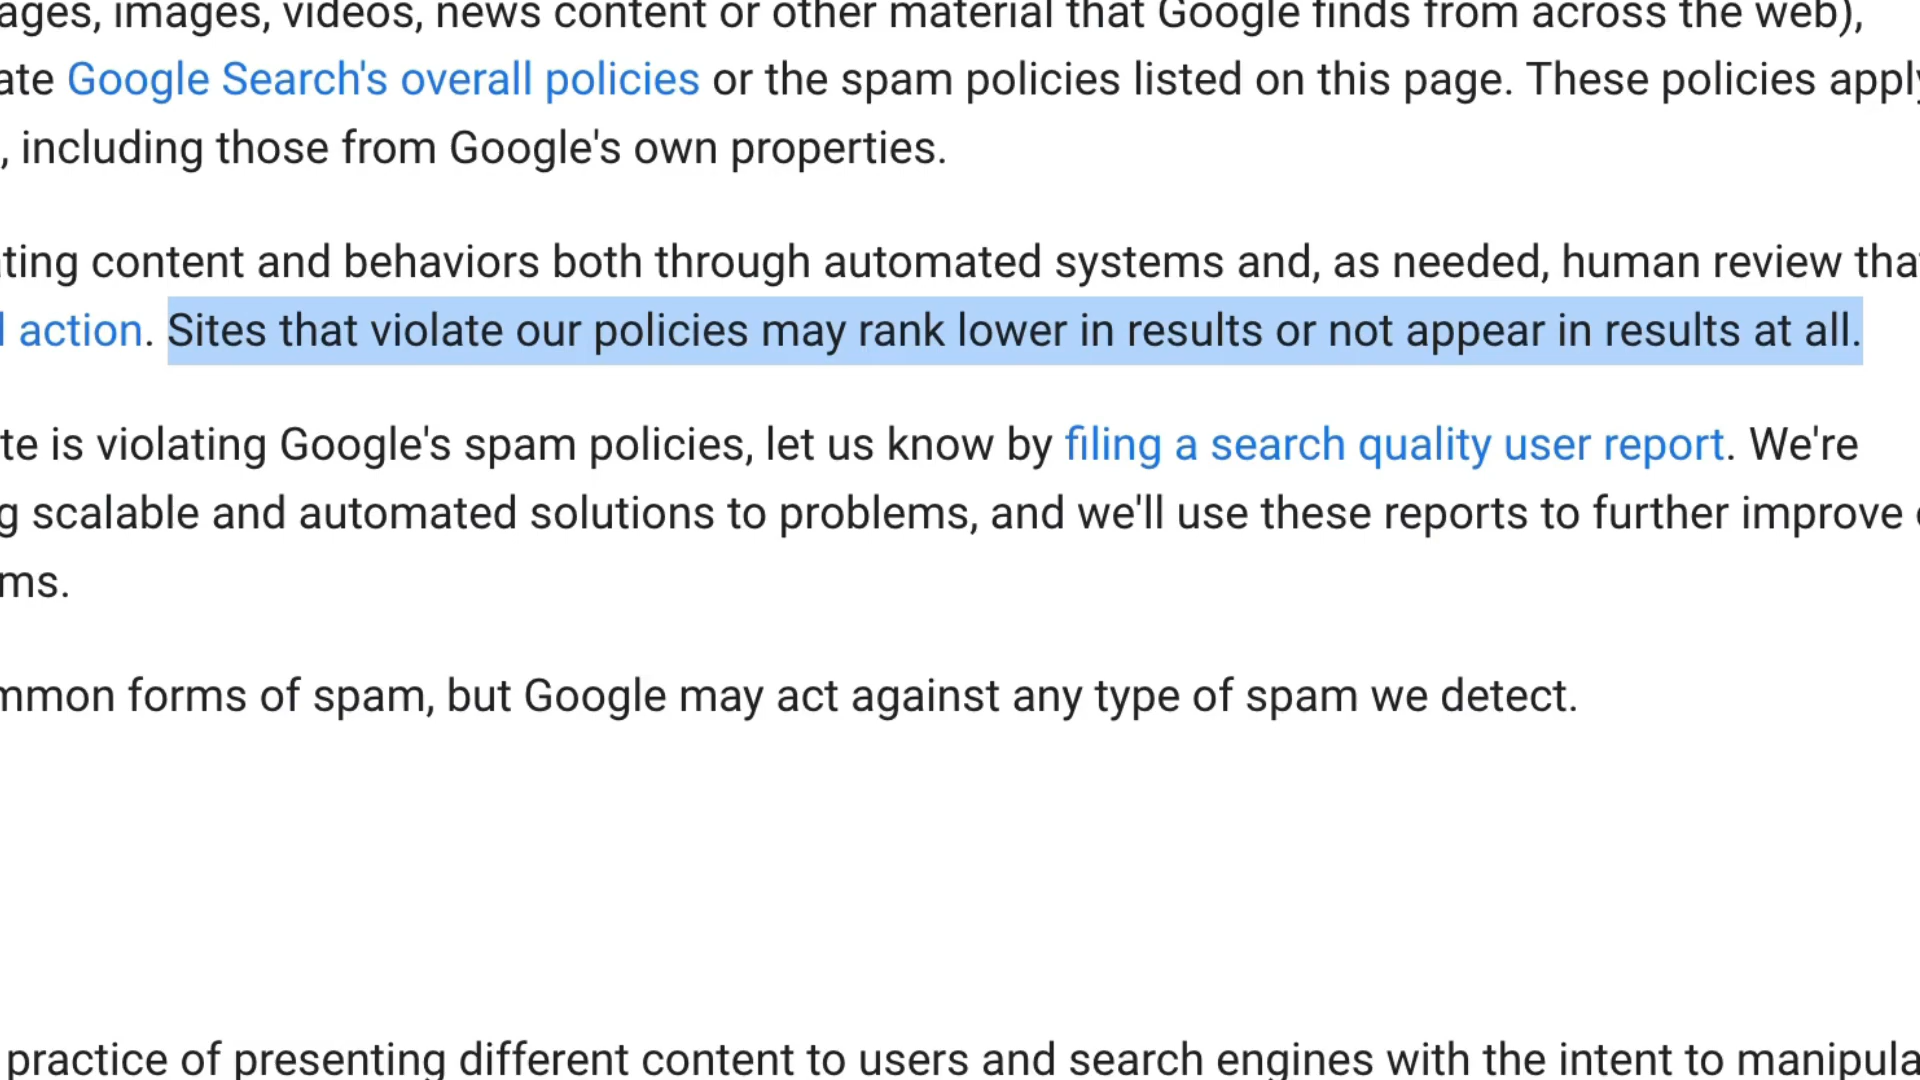 ages, images, videos, news content or other material that Google finds from across the web),
ate Google Search's overall policies or the spam policies listed on this page. These policies apply
, including those from Google's own properties.
ting content and behaviors both through automated systems and, as needed, human review that
l action. Sites that violate our policies may rank lower in results or not appear in results at all.
te is violating Google's spam policies, let us know by filing a search quality user report. We're
g scalable and automated solutions to problems, and we'll use these reports to further improve
ms.
mmon forms of spam, but Google may act against any type of spam we detect.
practice of presenting different content to users and search engines with the intent to manipula